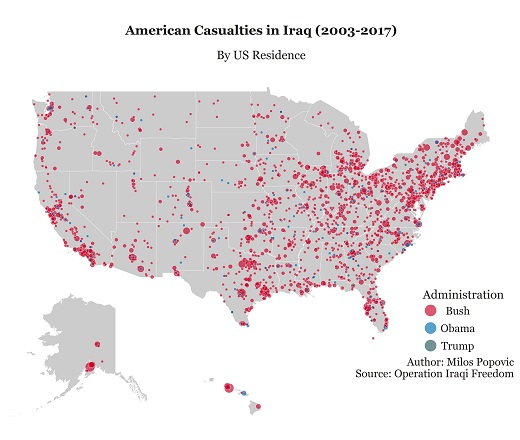 American Casualties in Iraq (2003-2017)
By US Residence
Administration
Bush
Obama
Trump
Author: Milos Popovic
Source: Operation Iraqi Freedom